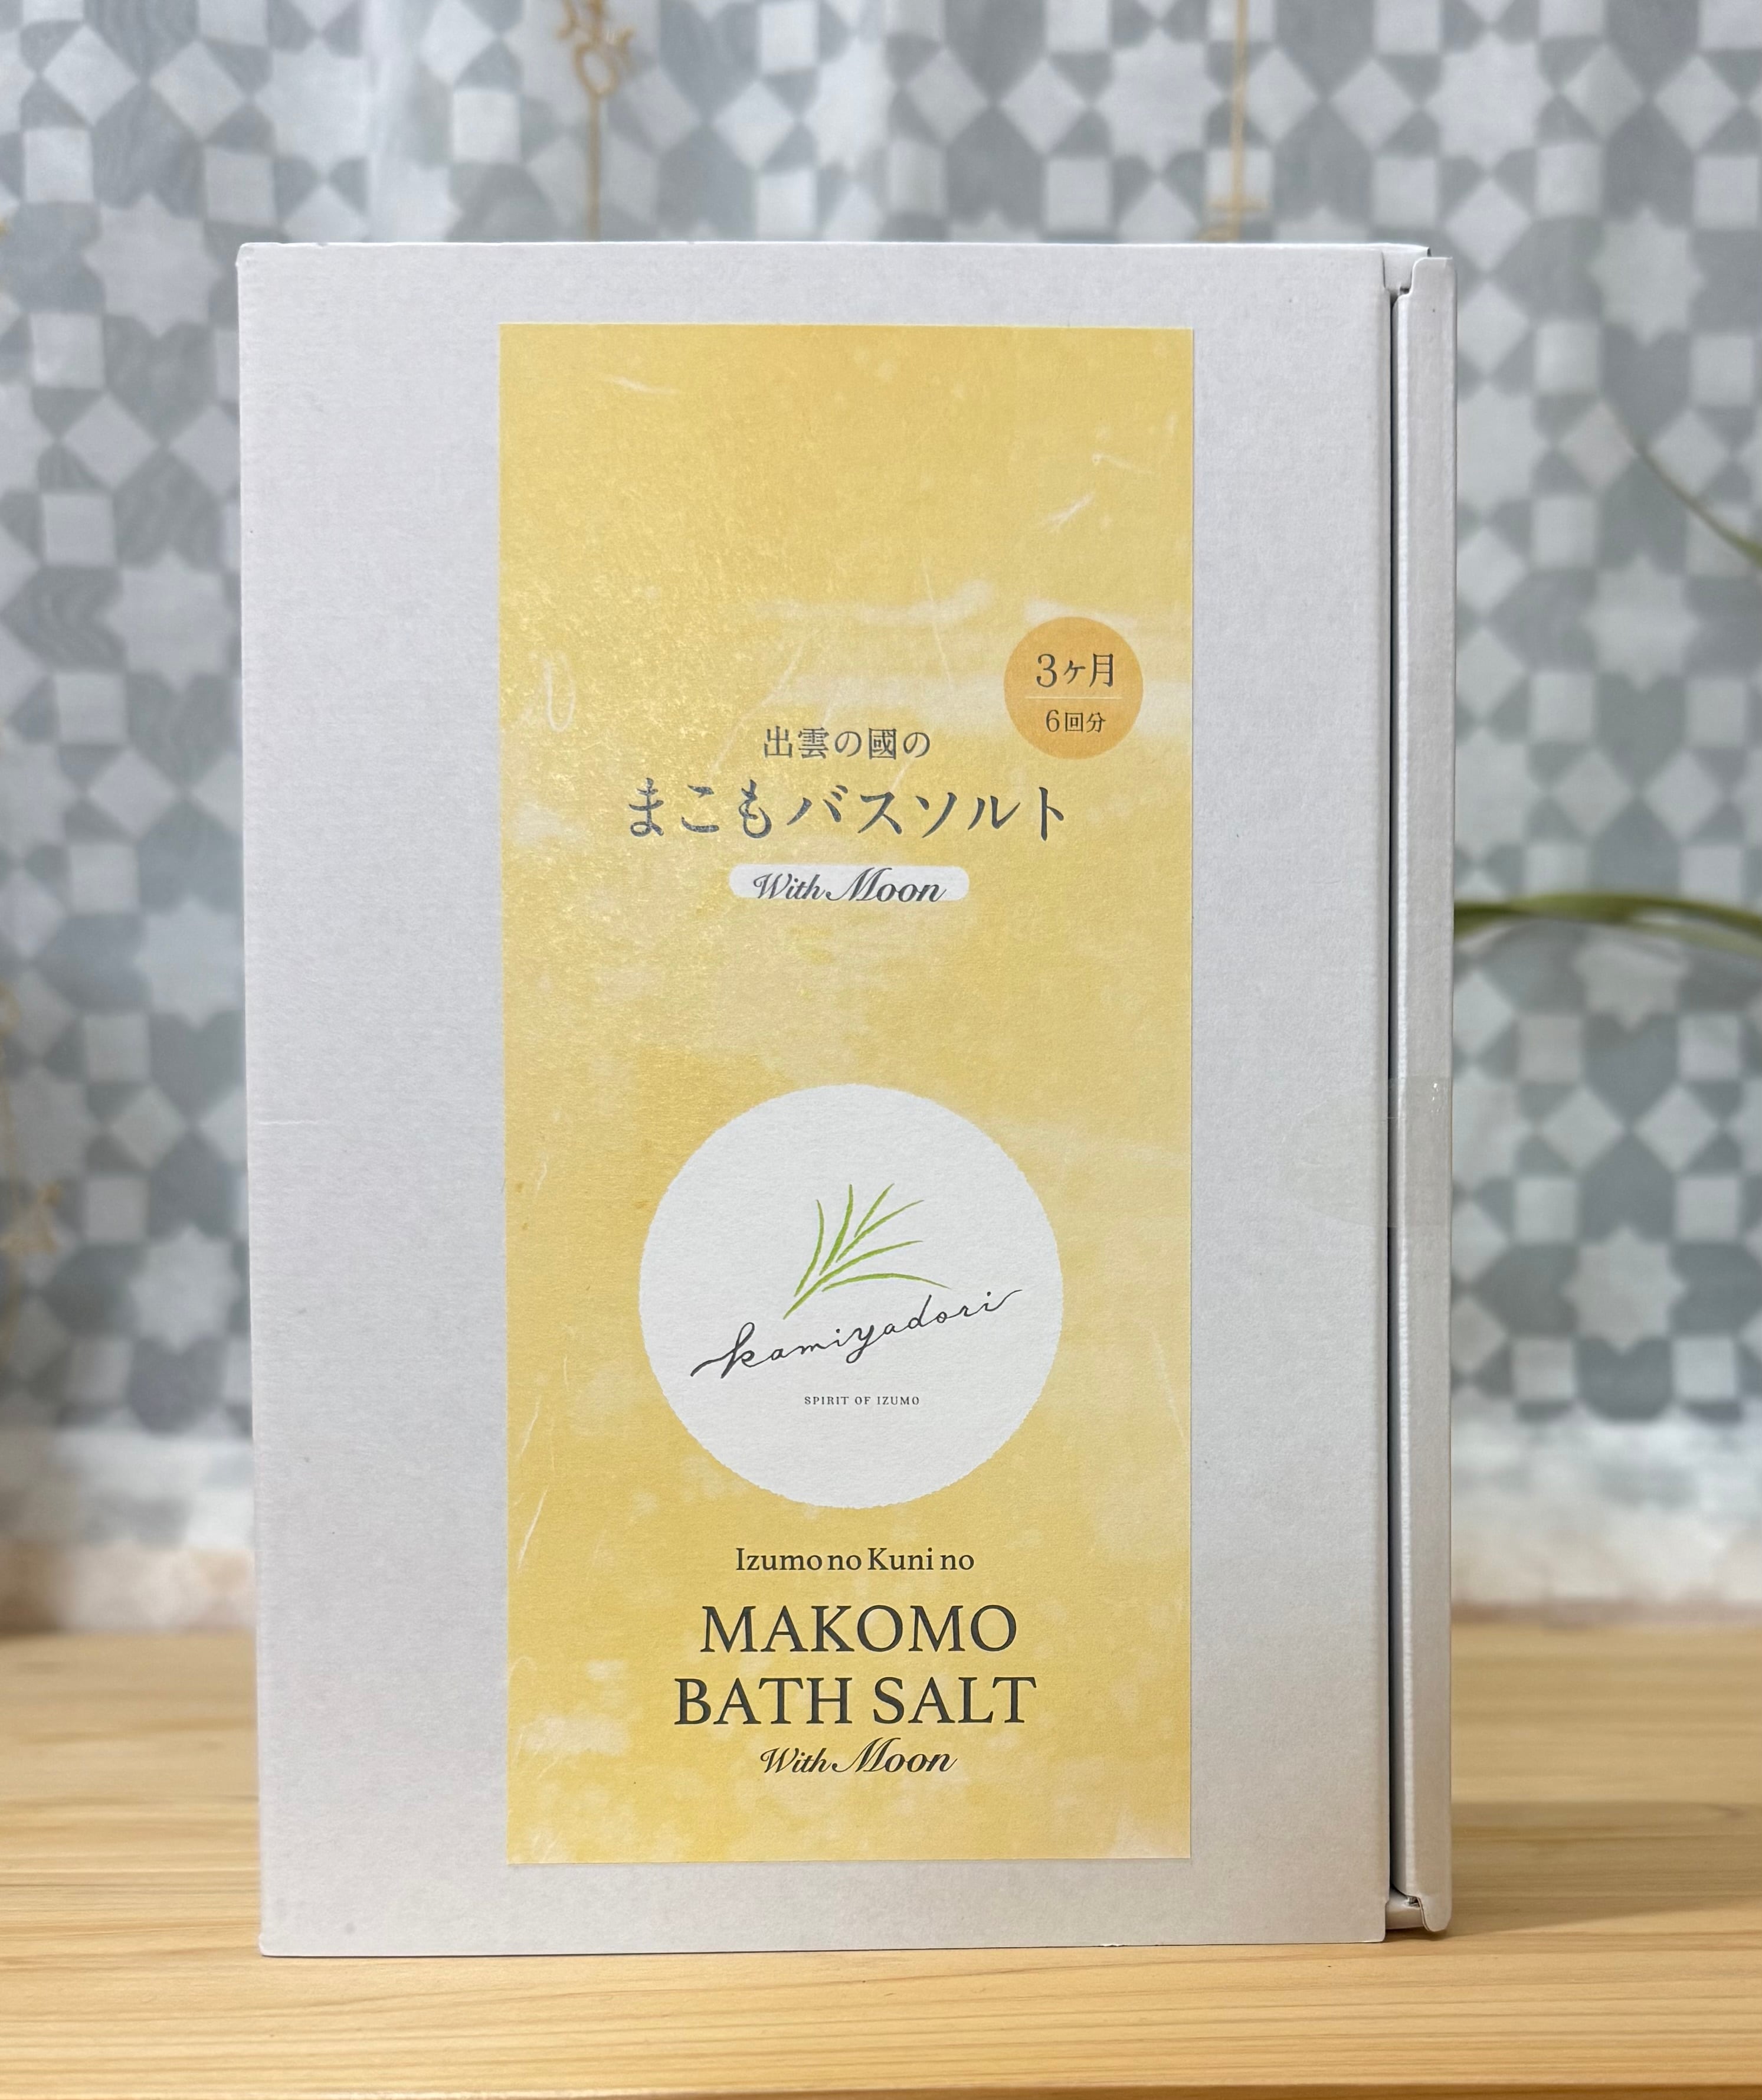 3ヶ月
6回分
出雲の國の
まこもバスソルト
With Moon
kamiyadori
SPIRIT OF IZUMO
Izumo no Kuni no
MAKOMO
BATH SALT
With Moon